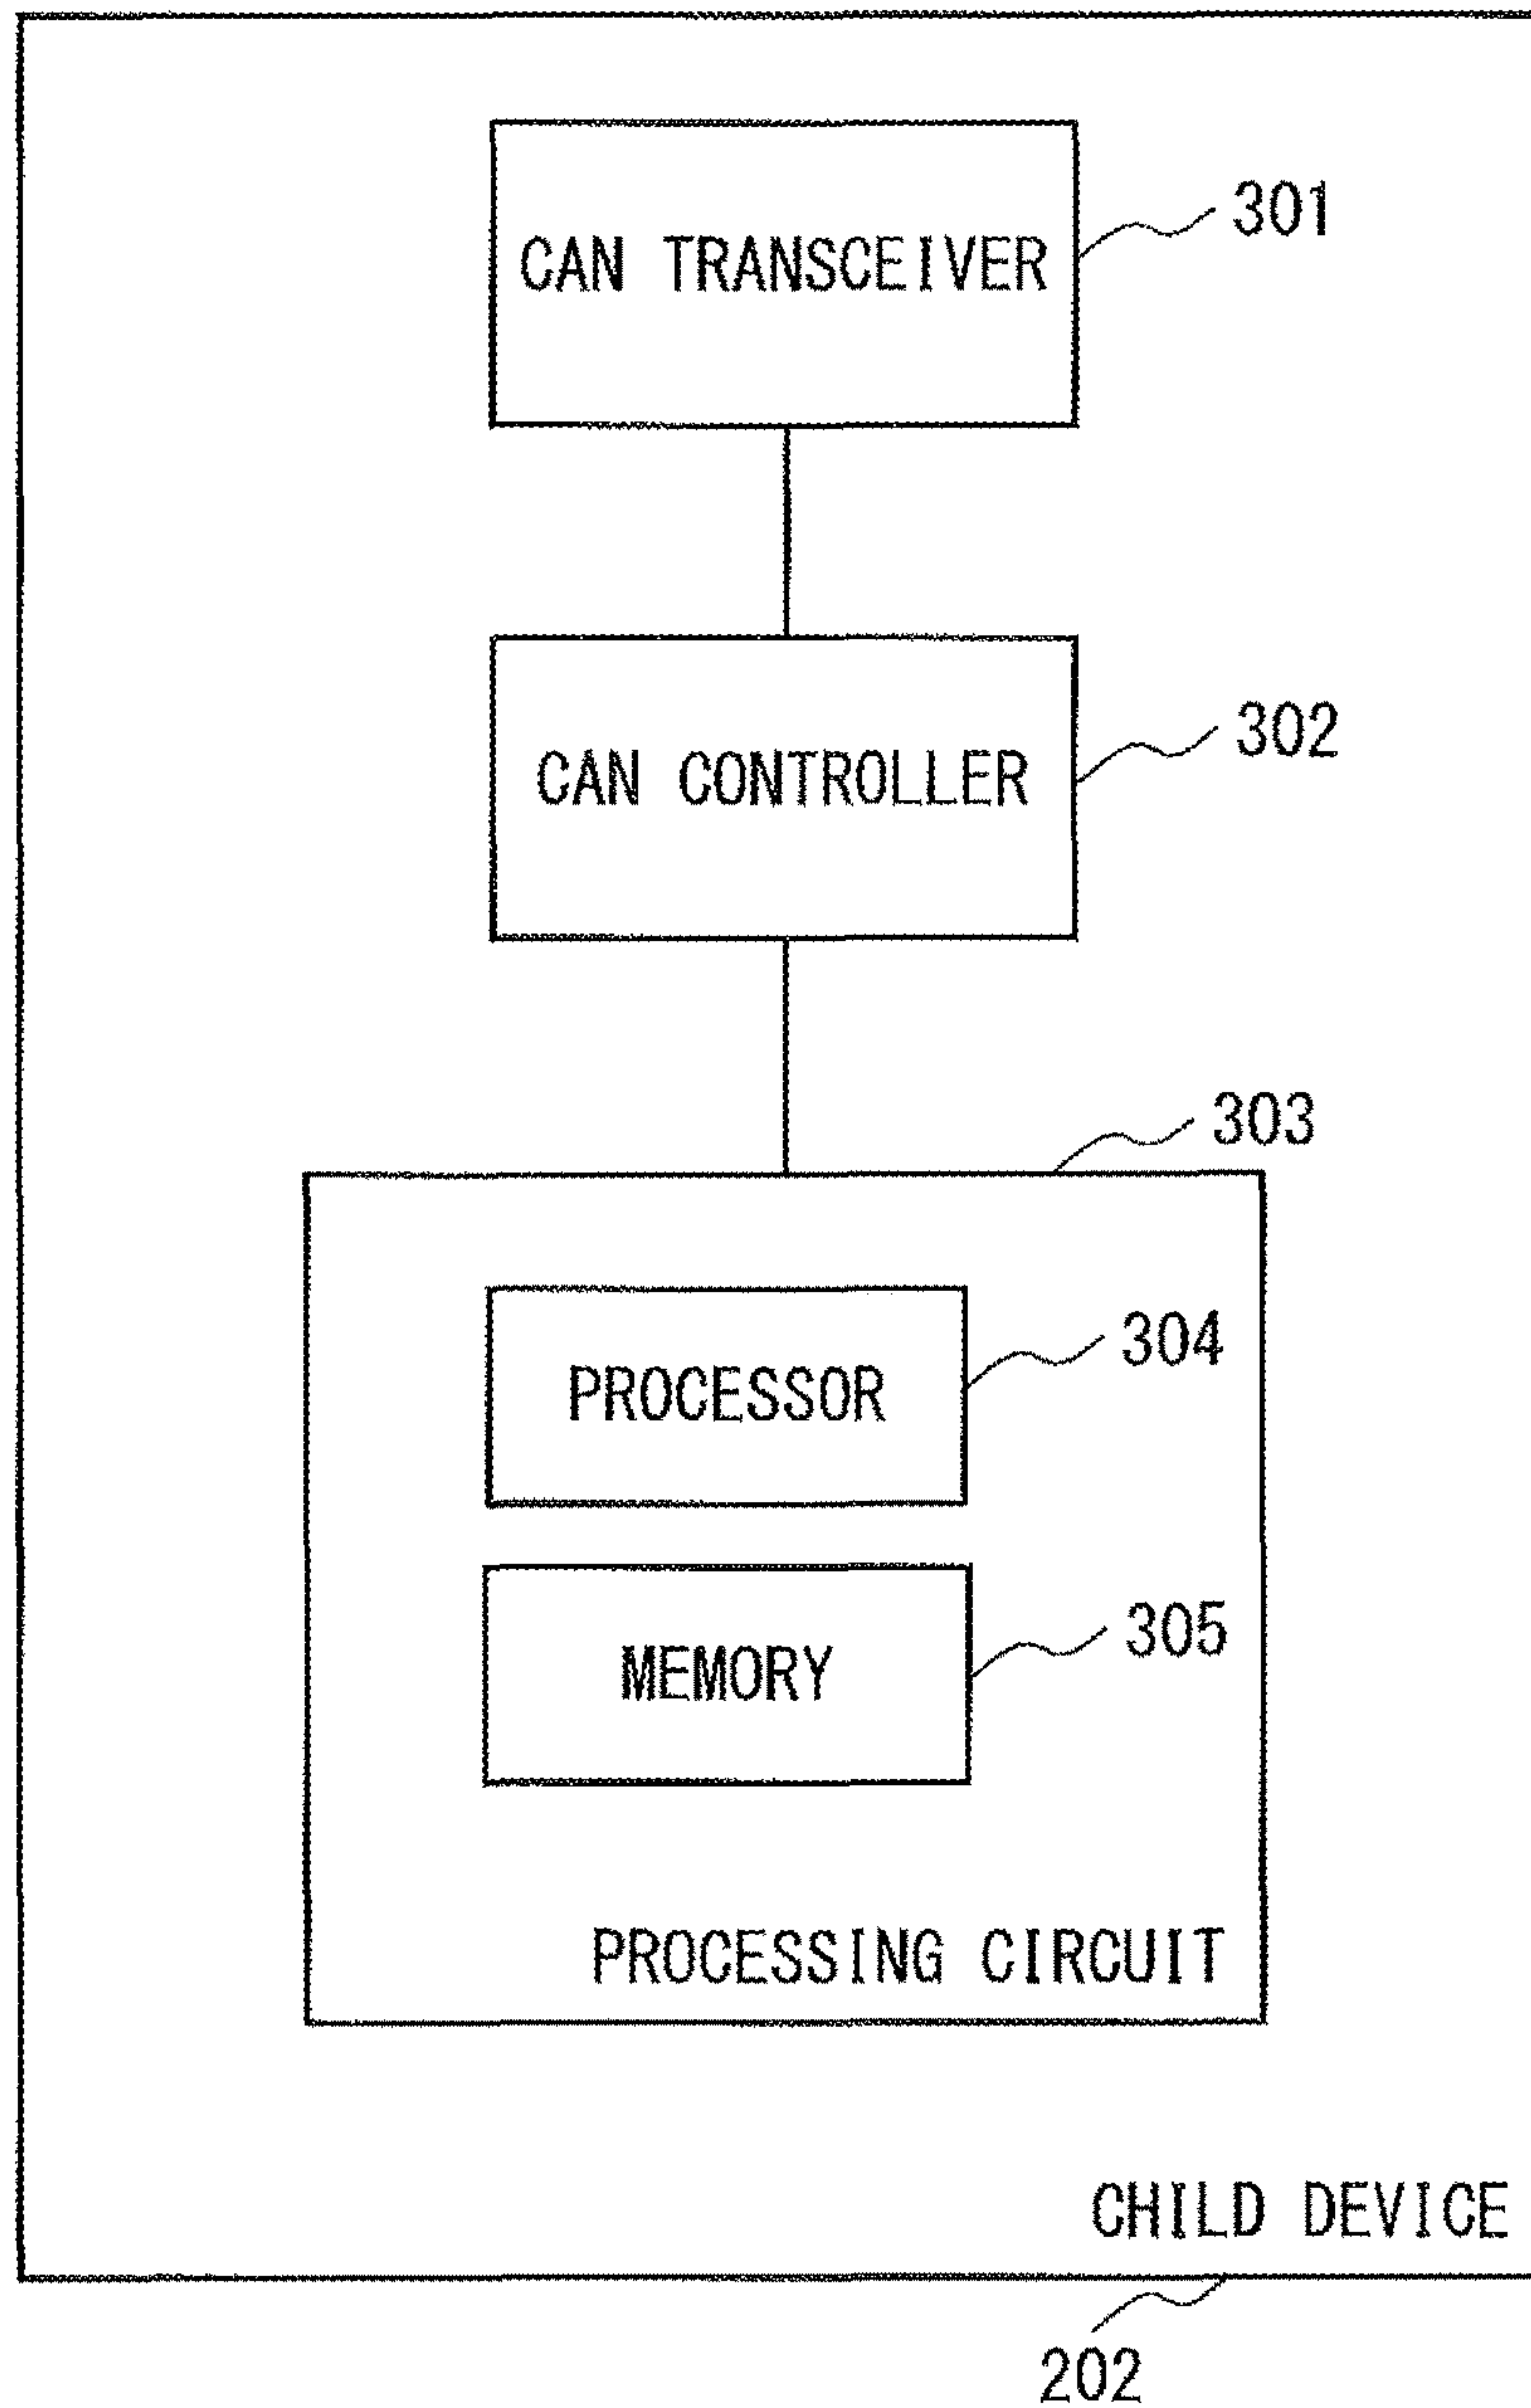 301
CAN TRANSCEIVER
302
CAN CONTROLLER
303
304
PROCESSOR
305
MEMORY
PROCESSING CIRCUIT
CHILD DEVICE
202